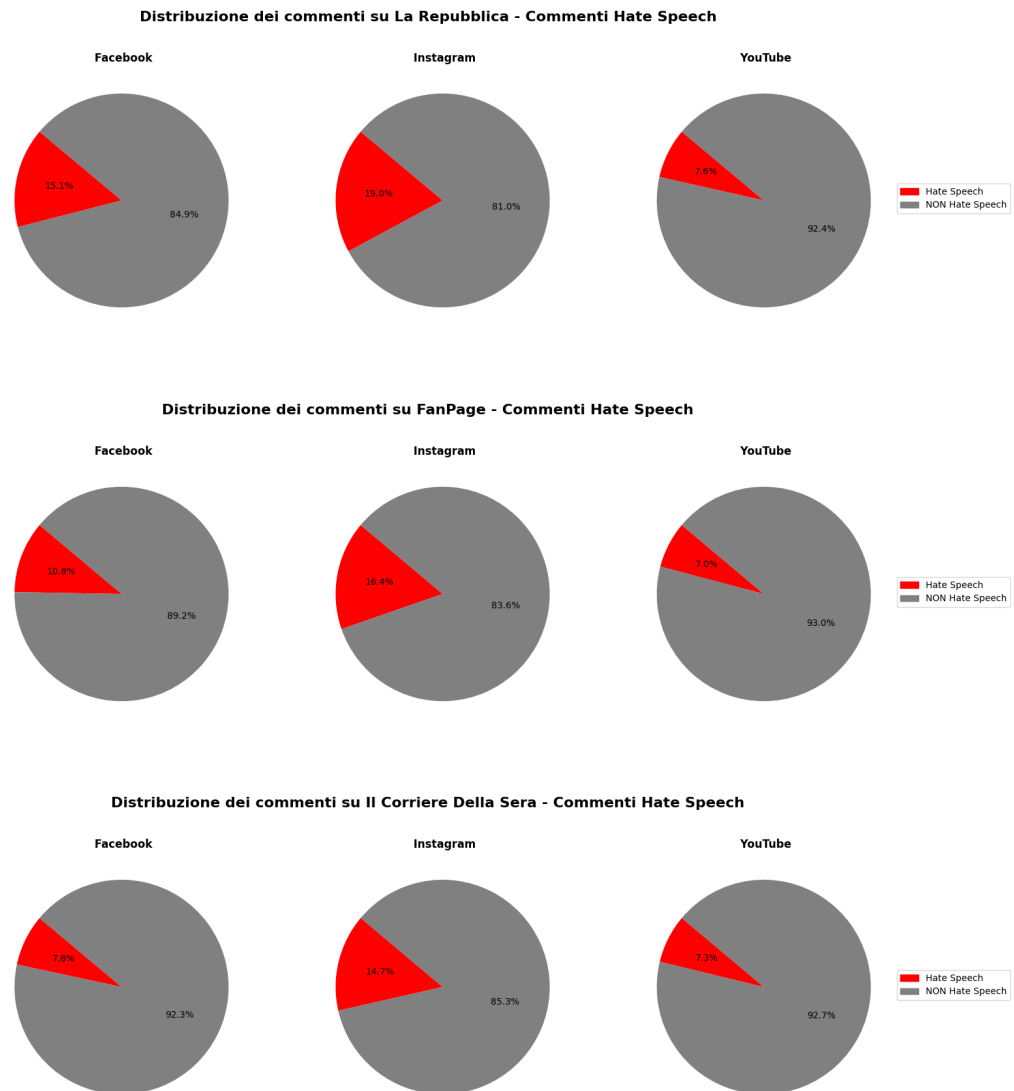 Distribuzione dei commenti su La Repubblica - Commenti Hate Speech
Facebook
Instagram
YouTube
15.1%
84.9%
19.0%
81.0%
7.6%
92.4%
Hate Speech
NON Hate Speech
Distribuzione dei commenti su FanPage - Commenti Hate Speech
Facebook
Instagram
YouTube
10.8%
89.2%
16.4%
83.6%
7.0%
93.0%
Hate Speech
NON Hate Speech
Distribuzione dei commenti su Il Corriere Della Sera - Commenti Hate Speech
Facebook
Instagram
YouTube
7.8%
92.3%
14.7%
85.3%
7.3%
92.7%
Hate Speech
NON Hate Speech